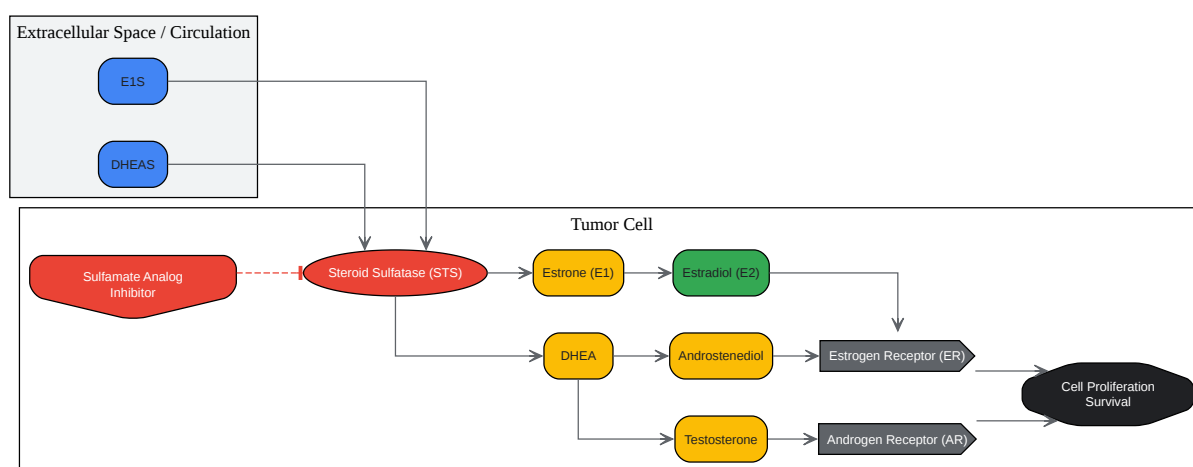 Extracellular Space / Circulation
E1S
DHEAS
Tumor Cell
Sulfamate Analog
Inhibitor
Steroid Sulfatase (STS)
Estrone (E1)
Estradiol (E2)
DHEA
Androstenediol
Estrogen Receptor (ER)
Cell Proliferation
Survival
Testosterone
Androgen Receptor (AR)